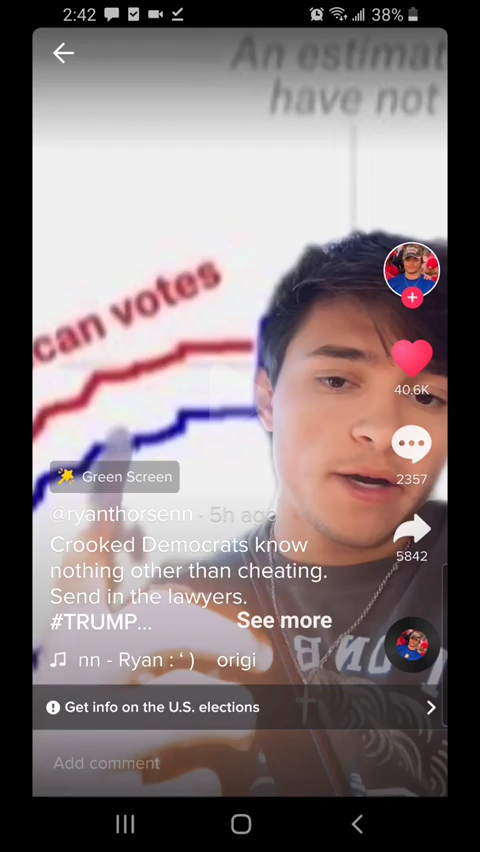 2:42
38%
An estimat
have not
can votes
40.6K
2357
Green Screen
@ryanthorsenn · 5h ago
5842
Crooked Democrats know
nothing other than cheating.
Send in the lawyers.
#TRUMP... See more
nn - Ryan : ‘ ) origi
Get info on the U.S. elections
Add comment